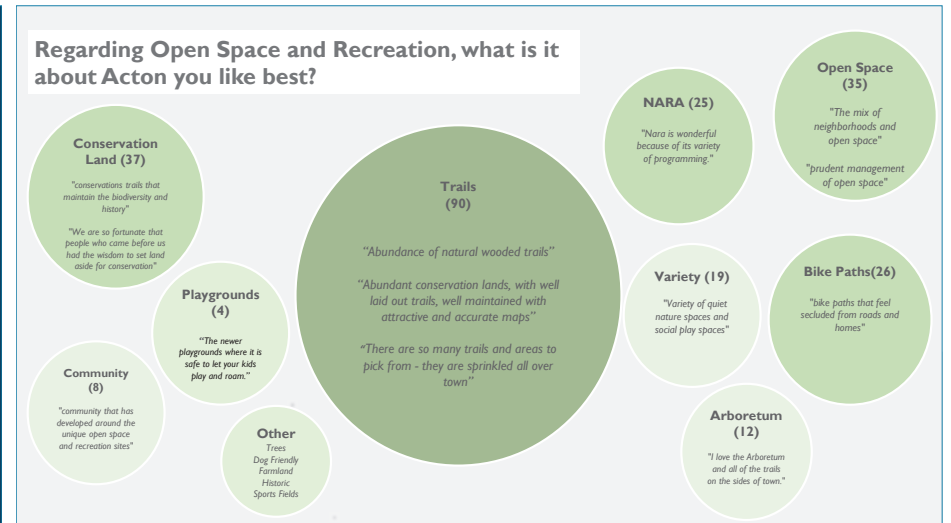 Regarding Open Space and Recreation, what is it
about Acton you like best?
Conservation
Land (37)
"conservations trails that
maintain the biodiversity and
history"
"We are so fortunate that
people who came before us
had the wisdom to set land
aside for conservation"
Playgrounds
(4)
"The newer
playgrounds where it is
safe to let your kids
play and roam."
Community
(8)
"community that has
developed around the
unique open space
and recreation sites"
Other
Trees
Dog Friendly
Farmland
Historic
Sports Fields
Trails
(90)
“Abundance of natural wooded trails”
“Abundant conservation lands, with well
laid out trails, well maintained with
attractive and accurate maps”
“There are so many trails and areas to
pick from - they are sprinkled all over
town”
NARA (25)
"Nara is wonderful
because of its variety
of programming."
Open Space
(35)
"The mix of
neighborhoods and
open space"
"prudent management
of open space"
Variety (19)
"Variety of quiet
nature spaces and
social play spaces"
Bike Paths(26)
"bike paths that feel
secluded from roads and
homes"
Arboretum
(12)
"I love the Arboretum
and all of the trails
on the sides of town."